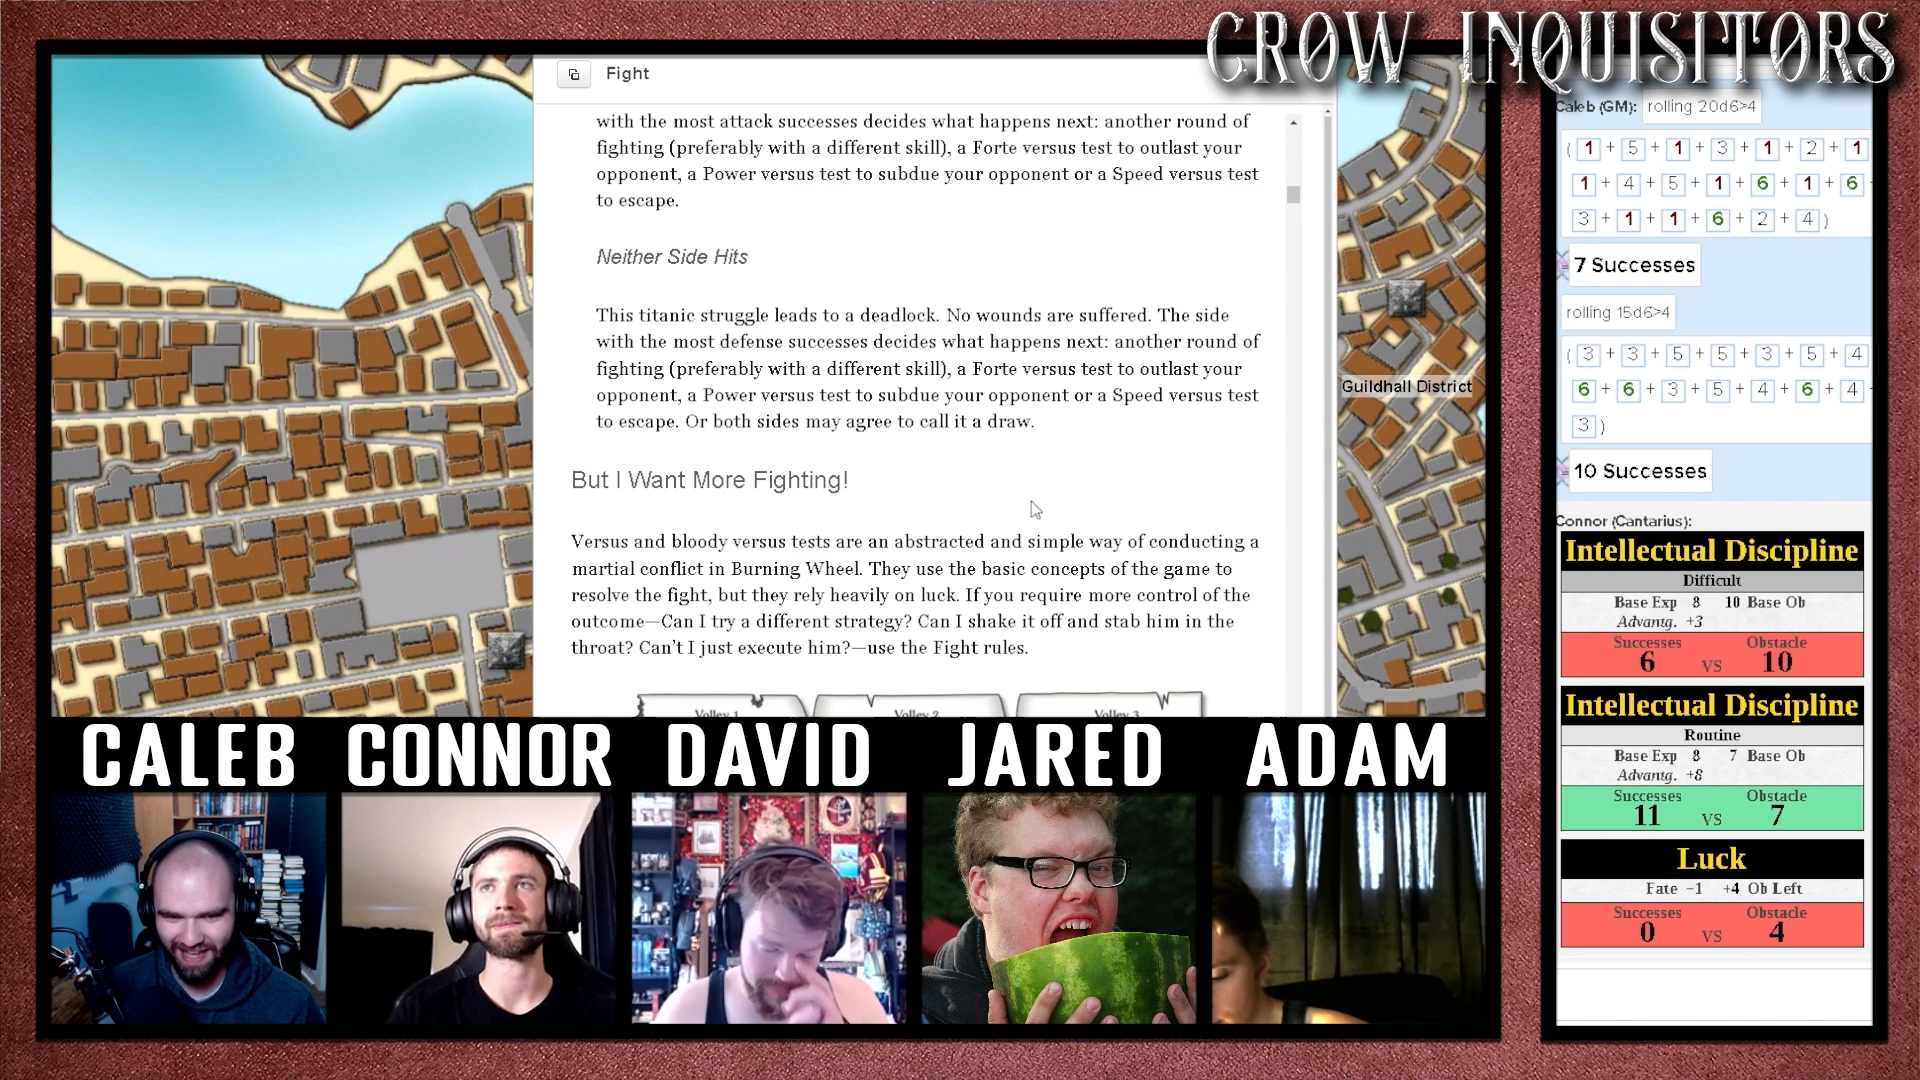 CROW INQUISITORS
Fight
with the most attack successes decides what happens next: another round of
fighting (preferably with a different skill), a Forte versus test to outlast your
opponent, a Power versus test to subdue your opponent or a Speed versus test
to escape.
Neither Side Hits
This titanic struggle leads to a deadlock. No wounds are suffered. The side
with the most defense successes decides what happens next: another round of
fighting (preferably with a different skill), a Forte versus test to outlast your
opponent, a Power versus test to subdue your opponent or a Speed versus test
to escape. Or both sides may agree to call it a draw.
But I Want More Fighting!
Versus and bloody versus tests are an abstracted and simple way of conducting a
martial conflict in Burning Wheel. They use the basic concepts of the game to
resolve the fight, but they rely heavily on luck. If you require more control of the
outcome—Can I try a different strategy? Can I shake it off and stab him in the
throat? Can't I just execute him?—use the Fight rules.
Volley 1 Volley 2 Volley 3
Guildhall District
Caleb (GM): rolling 20d6>4
( 1 + 5 + 1 + 3 + 1 + 2 + 1
1 + 4 + 5 + 1 + 6 + 1 + 6 +
3 + 1 + 1 + 6 + 2 + 4 )
7 Successes
rolling 15d6>4
( 3 + 3 + 5 + 5 + 3 + 5 + 4
6 + 6 + 3 + 5 + 4 + 6 + 4 +
3 )
10 Successes
Connor (Cantarius):
Intellectual Discipline
Difficult
Base Exp 8 10 Base Ob
Advantg. +3
Successes Obstacle
6 VS 10
Intellectual Discipline
Routine
Base Exp 8 7 Base Ob
Advantg. +8
Successes Obstacle
11 VS 7
Luck
Fate -1 +4 Ob Left
Successes Obstacle
0 VS 4
CALEB CONNOR DAVID JARED ADAM